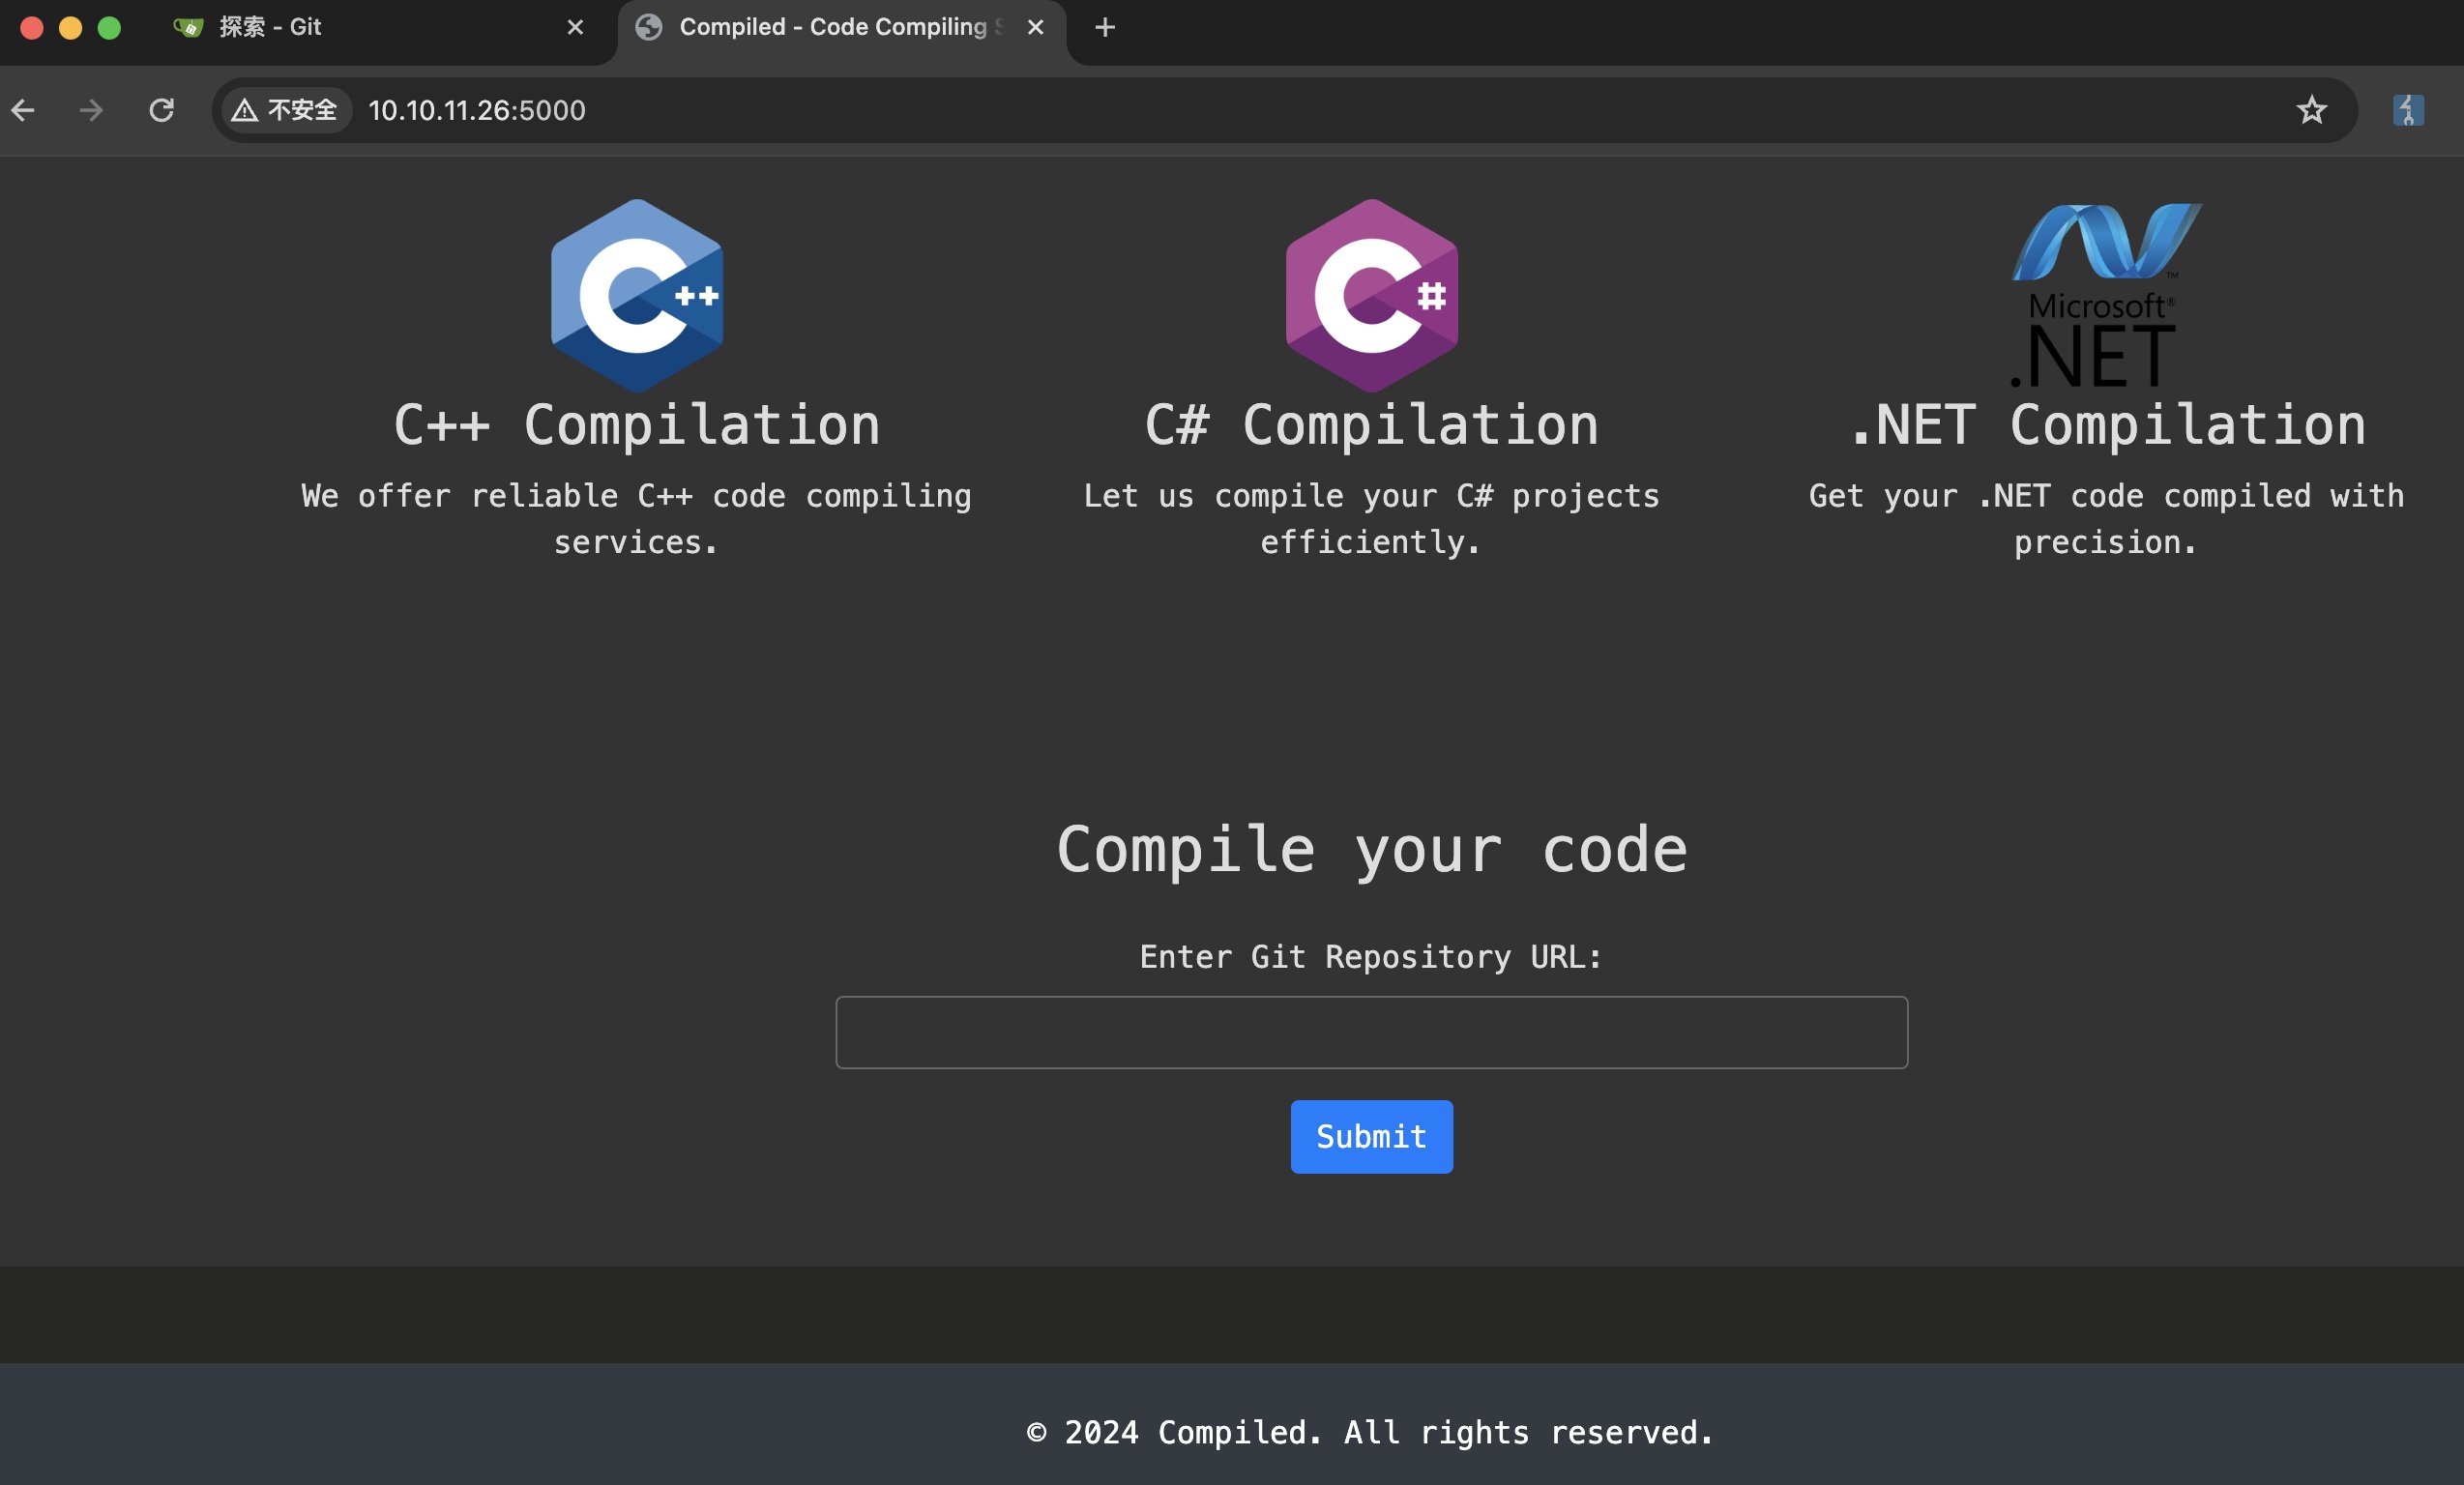 探索 - Git
Compiled - Code Compiling S
不安全 10.10.11.26:5000
C++
C#
Microsoft®
.NET
TM
C++ Compilation
We offer reliable C++ code compiling
services.
C# Compilation
Let us compile your C# projects
efficiently.
.NET Compilation
Get your .NET code compiled with
precision.
Compile your code
Enter Git Repository URL:
Submit
© 2024 Compiled. All rights reserved.